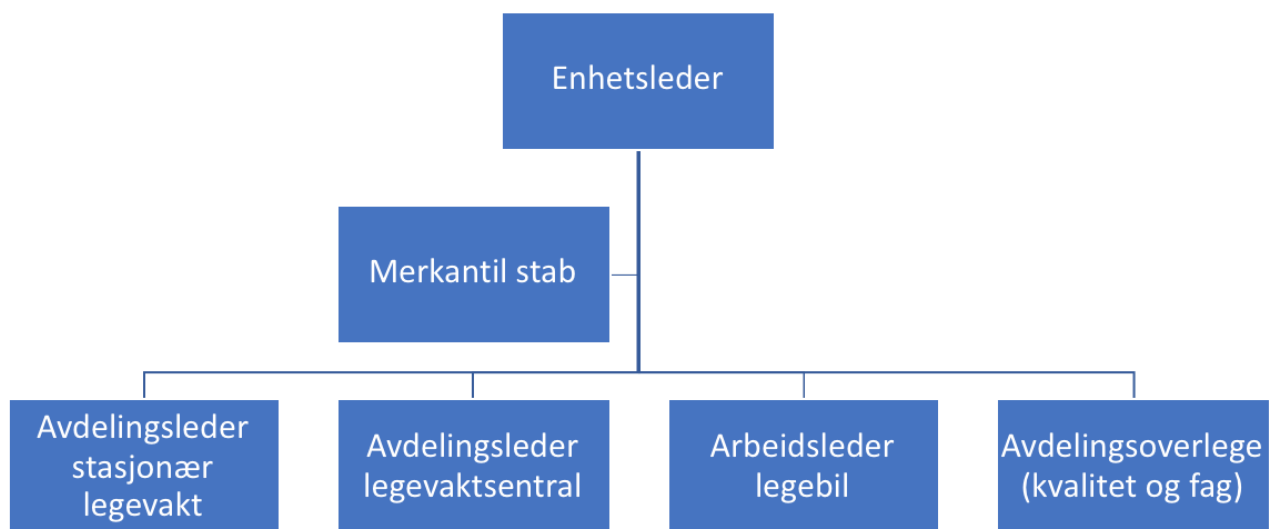 Enhetsleder
Merkantil stab
Avdelingsleder
stasjonær
legevakt
Avdelingsleder
legevaktsentral
Arbeidsleder
legebil
Avdelingsoverlege
(kvalitet og fag)